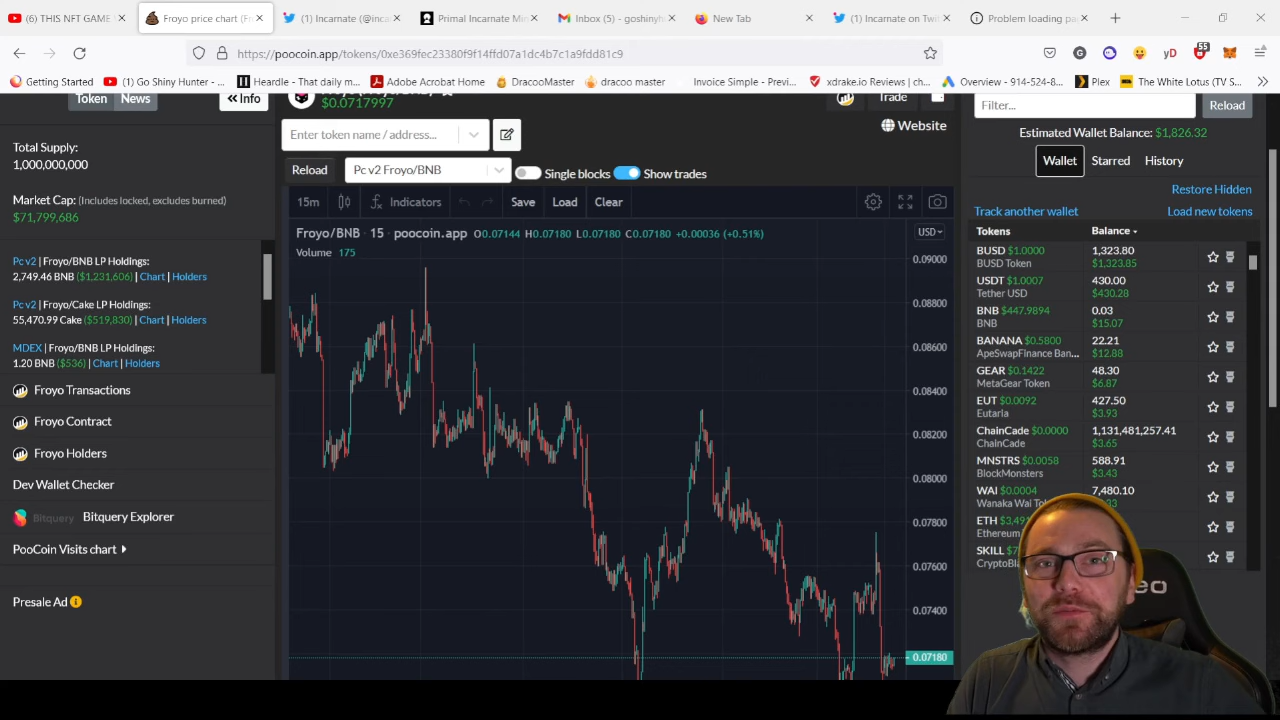 (6) THIS NFT GAME
Froyo price chart (F
(1) Incarnate (@inca
Primal Incarnate Min
Inbox (5) - goshinyh
New Tab
(1) Incarnate on Twit
Problem loading pa
https://poocoin.app/tokens/0xe369fec23380f9f14ffd07a1dc4b7c1a9fdd81c9
55
Getting Started
(1) Go Shiny Hunter -...
Heardle - That daily m...
Adobe Acrobat Home
DracooMaster
dracoo master
Invoice Simple - Previ...
xdrake.io Reviews | ch...
Overview - 914-524-8...
Plex
The White Lotus (TV S...
Token
News
Info
$0.0717997
Trade
Filter...
Reload
Website
Enter token name / address...
Estimated Wallet Balance: $1,826.32
Total Supply:
1,000,000,000
Reload
Pc v2 Froyo/BNB
Single blocks
Show trades
Wallet
Starred
History
Restore Hidden
Track another wallet
Load new tokens
Market Cap: (Includes locked, excludes burned)
$71,799,686
15m
Indicators
Save
Load
Clear
Tokens
Balance
Froyo/BNB · 15 · poocoin.app O0.07144 H0.07180 L0.07180 C0.07180 +0.00036 (+0.51%)
USD
Volume 175
Pc v2 | Froyo/BNB LP Holdings:
2,749.46 BNB ($1,231,606) | Chart | Holders
Pc v2 | Froyo/Cake LP Holdings:
55,470.99 Cake ($519,830) | Chart | Holders
MDEX | Froyo/BNB LP Holdings:
1.20 BNB ($536) | Chart | Holders
Froyo Transactions
Froyo Contract
Froyo Holders
Dev Wallet Checker
Bitquery
Bitquery Explorer
PooCoin Visits chart
Presale Ad
0.09000
0.08800
0.08600
0.08400
0.08200
0.08000
0.07800
0.07600
0.07400
0.07180
BUSD $1.0000 1,323.80
BUSD Token $1,323.85
USDT $1.0007 430.00
Tether USD $430.28
BNB $447.9894 0.03
BNB $15.07
BANANA $0.5800 22.21
ApeSwapFinance Ban... $12.88
GEAR $0.1422 48.30
MetaGear Token $6.87
EUT $0.0092 427.50
Eutaria $3.93
ChainCade $0.0000 1,131,481,257.41
ChainCade $3.65
MNSTRS $0.0058 588.91
BlockMonsters $3.43
WAI $0.0004 7,480.10
Wanaka Wai
ETH $3,491
Ethereum
SKILL
eo